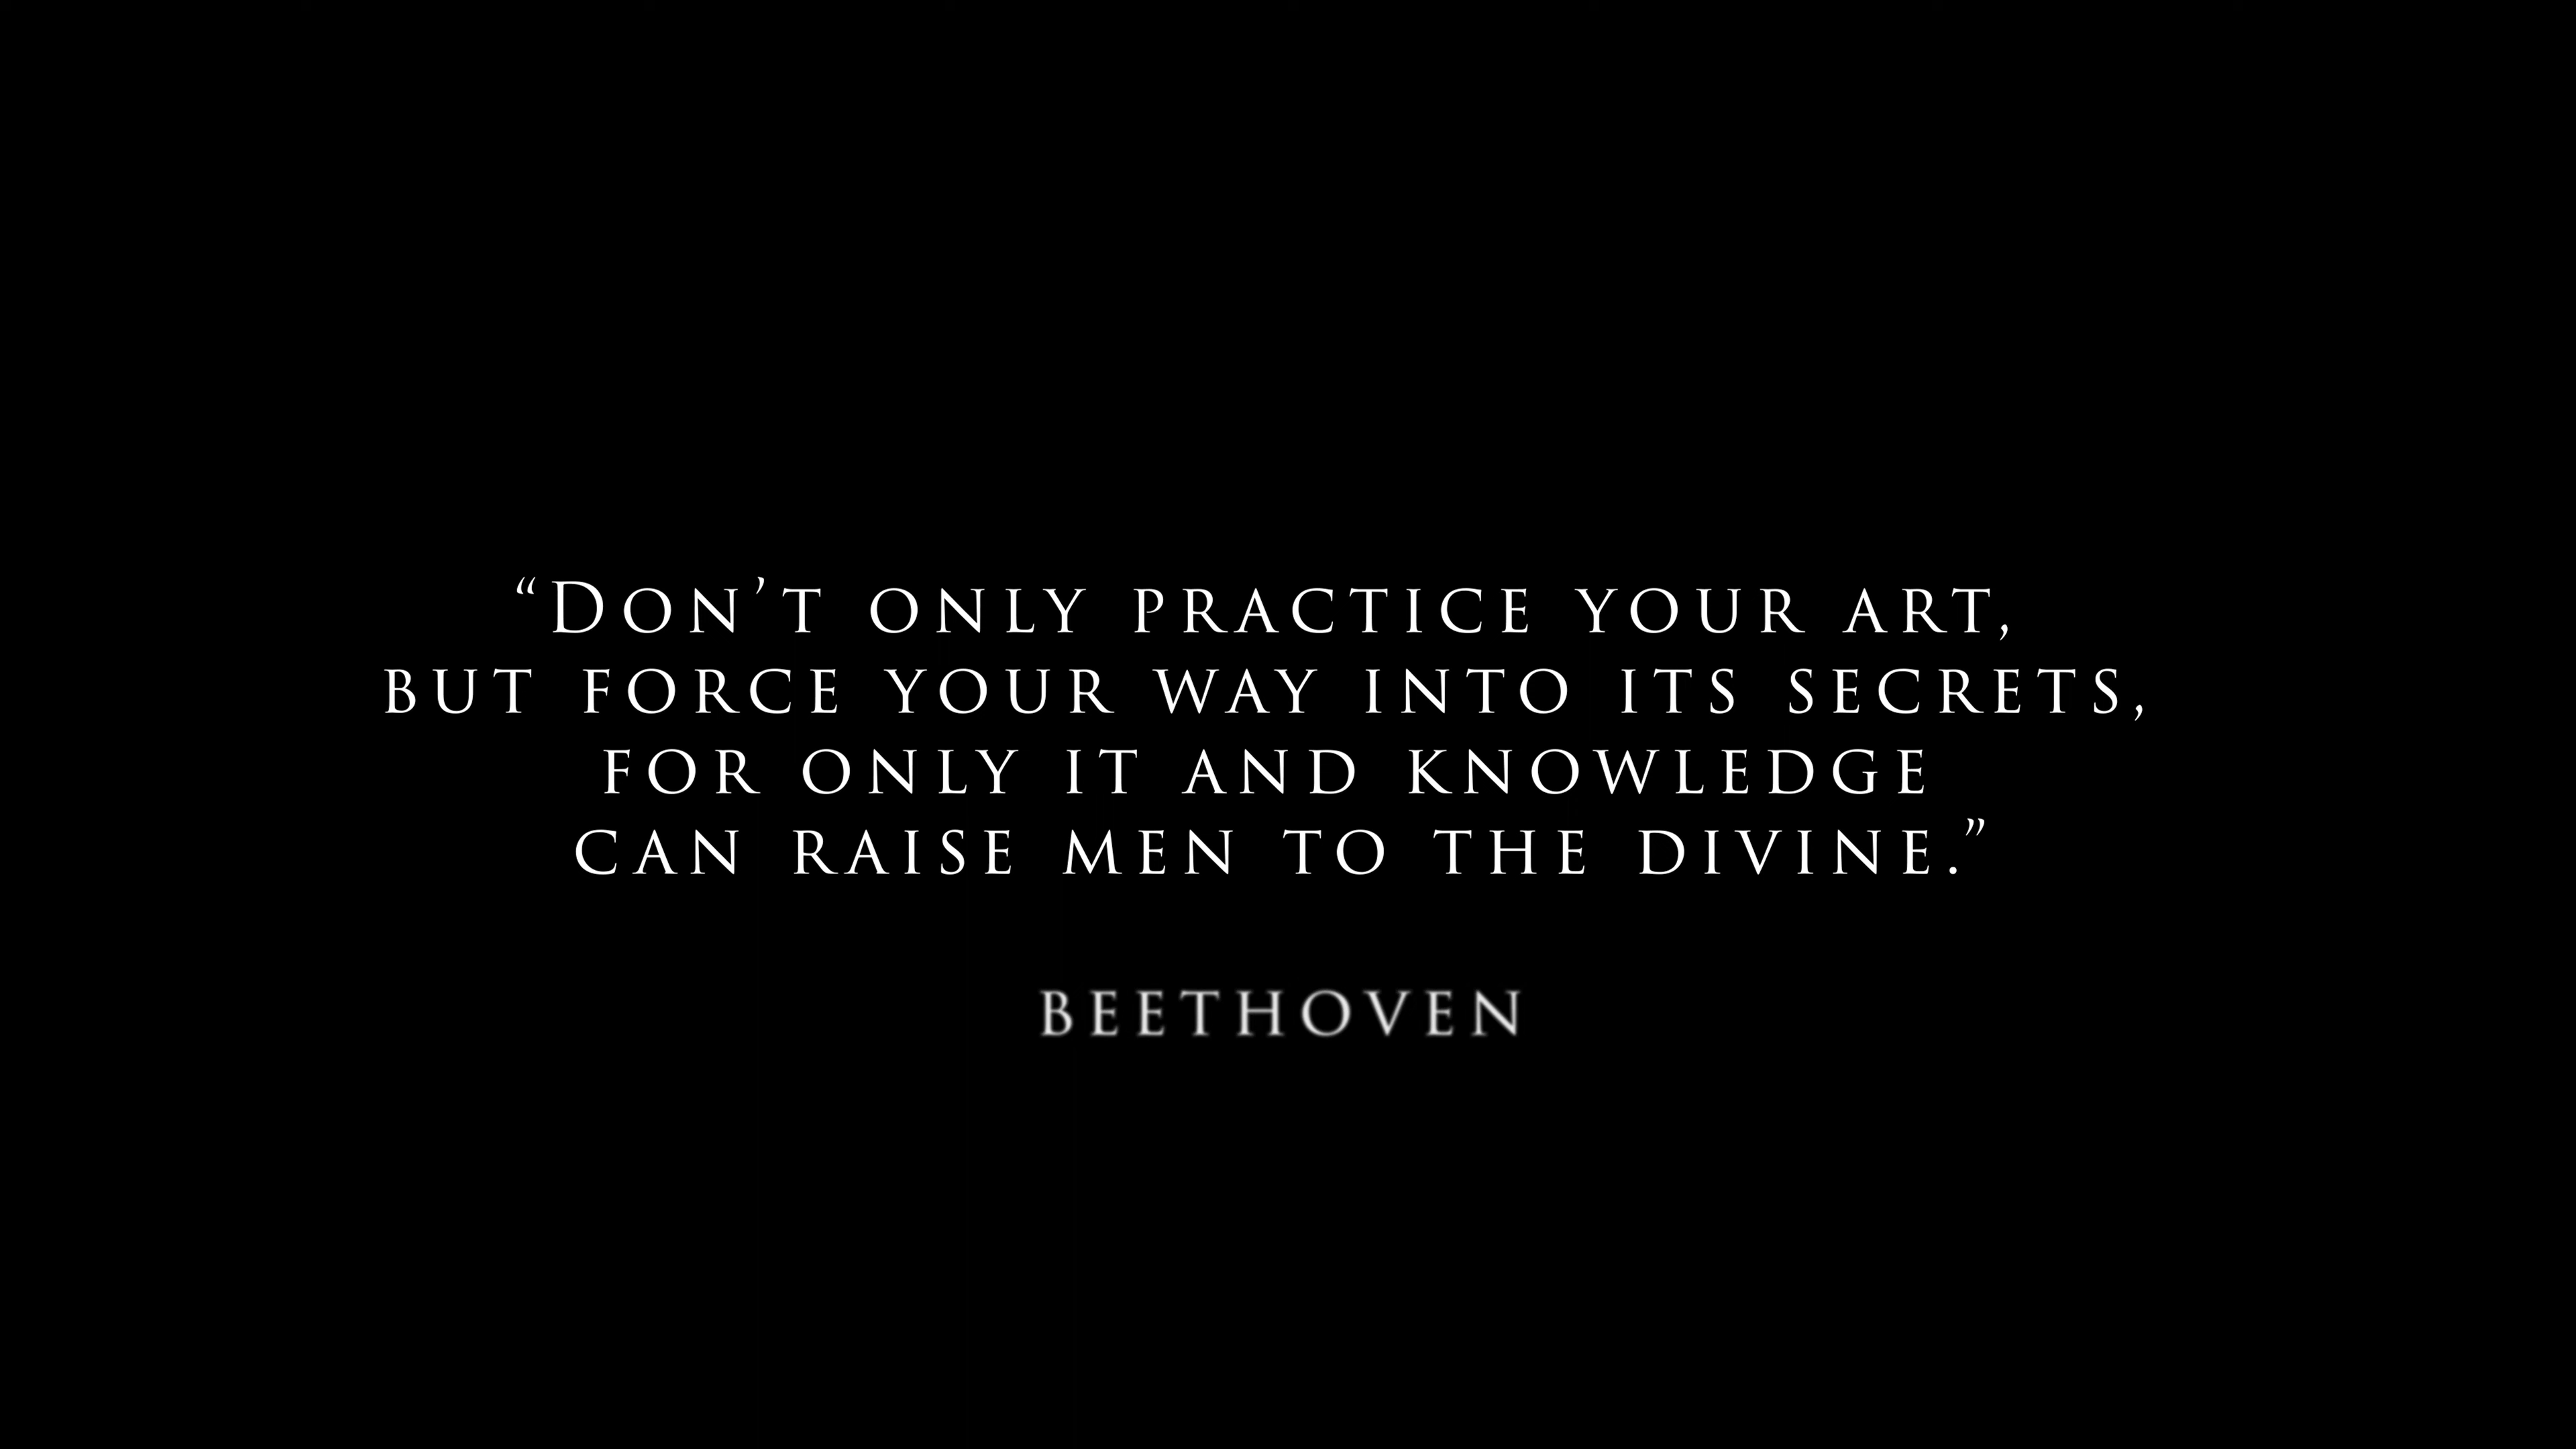 “Don’t only practice your art,
but force your way into its secrets,
for only it and knowledge
can raise men to the divine.”
BEETHOVEN